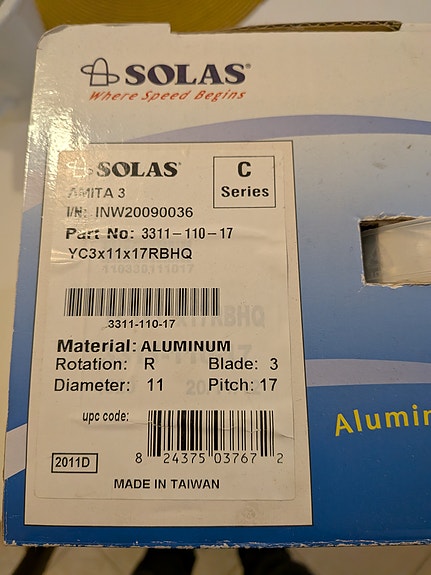 SOLAS®
Where Speed Begins
SOLAS®
C
Series
AMITA 3
I/N: INW20090036
Part No: 3311-110-17
YC3x11x17RBHQ
110330,111017
3311-110-17
Material: ALUMINUM
Rotation: R Blade: 3
Diameter: 11 Pitch: 17
upc code:
8 24375 03767 2
2011D
MADE IN TAIWAN
Alumin